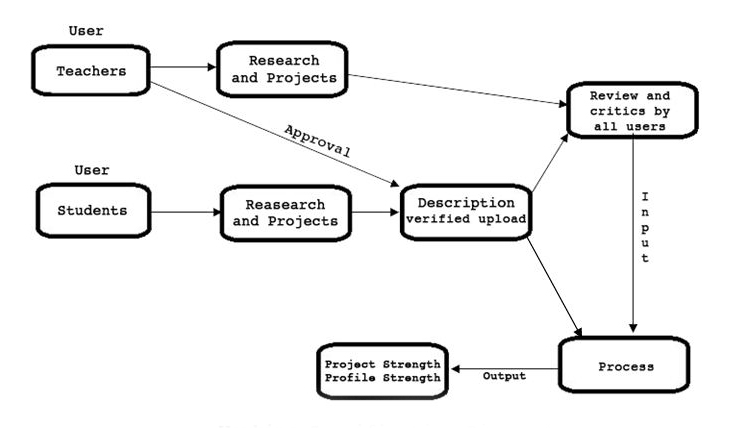 User
Teachers
Research
and Projects
Review and
critics by
all users
Approval
User
Students
Reasearch
and Projects
Description
verified upload
Input
Project Strength
Profile Strength
Output
Process